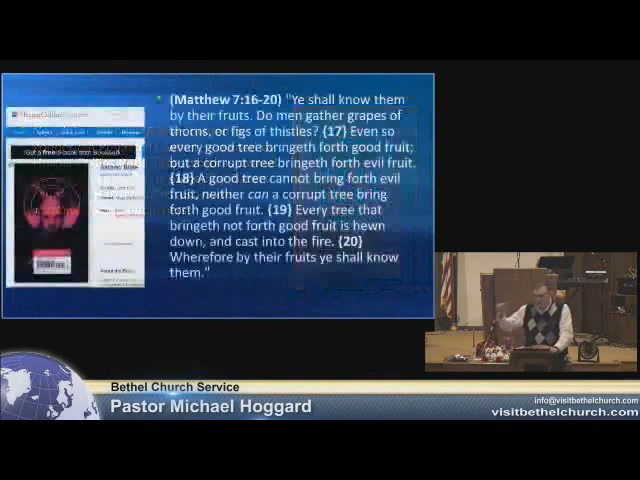 (Matthew 7:16-20) "Ye shall know them
by their fruits. Do men gather grapes of
thorns, or figs of thistles? {17} Even so
every good tree bringeth forth good fruit;
but a corrupt tree bringeth forth evil fruit.
{18} A good tree cannot bring forth evil
fruit, neither can a corrupt tree bring
forth good fruit. {19} Every tree that
bringeth not forth good fruit is hewn
down, and cast into the fire. {20}
Wherefore by their fruits ye shall know
them."
Bethel Church Service
Pastor Michael Hoggard
info@visitbethelchurch.com
visitbethelchurch.com